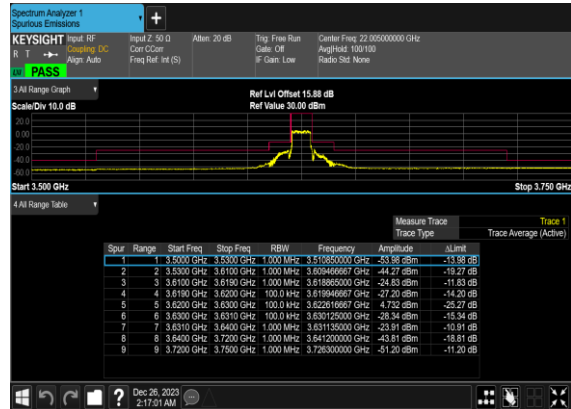 Spectrum Analyzer 1
Spurious Emissions
KEYSIGHT Input: RF Input Z: 50 Ω Atten: 20 dB Trig: Free Run Center Freq: 22.005000000 GHz
R T Coupling: DC Corr CCorr Gate: Off Avg|Hold: 100/100
Align: Auto Freq Ref: Int (S) IF Gain: Low Radio Std: None
PASS
3 All Range Graph Ref Lvl Offset 15.88 dB
Scale/Div 10.0 dB Ref Value 30.00 dBm
20.0
0.00
-20.0
-40.0
-60.0
Start 3.500 GHz Stop 3.750 GHz
4 All Range Table
Measure Trace Trace 1
Trace Type Trace Average (Active)
Spur Range Start Freq Stop Freq RBW Frequency Amplitude ΔLimit
1 1 3.5000 GHz 3.5300 GHz 1.000 MHz 3.510850000 GHz -53.98 dBm -13.98 dB
2 2 3.5300 GHz 3.6100 GHz 1.000 MHz 3.609466667 GHz -44.27 dBm -19.27 dB
3 3 3.6100 GHz 3.6190 GHz 1.000 MHz 3.618865000 GHz -24.83 dBm -11.83 dB
4 4 3.6190 GHz 3.6200 GHz 100.0 kHz 3.619946667 GHz -27.20 dBm -14.20 dB
5 5 3.6200 GHz 3.6300 GHz 100.0 kHz 3.622616667 GHz 4.732 dBm -25.27 dB
6 6 3.6300 GHz 3.6310 GHz 100.0 kHz 3.630125000 GHz -28.34 dBm -15.34 dB
7 7 3.6310 GHz 3.6400 GHz 1.000 MHz 3.631135000 GHz -23.91 dBm -10.91 dB
8 8 3.6400 GHz 3.7200 GHz 1.000 MHz 3.641200000 GHz -43.81 dBm -18.81 dB
9 9 3.7200 GHz 3.7500 GHz 1.000 MHz 3.726300000 GHz -51.20 dBm -11.20 dB
Dec 26, 2023
2:17:01 AM